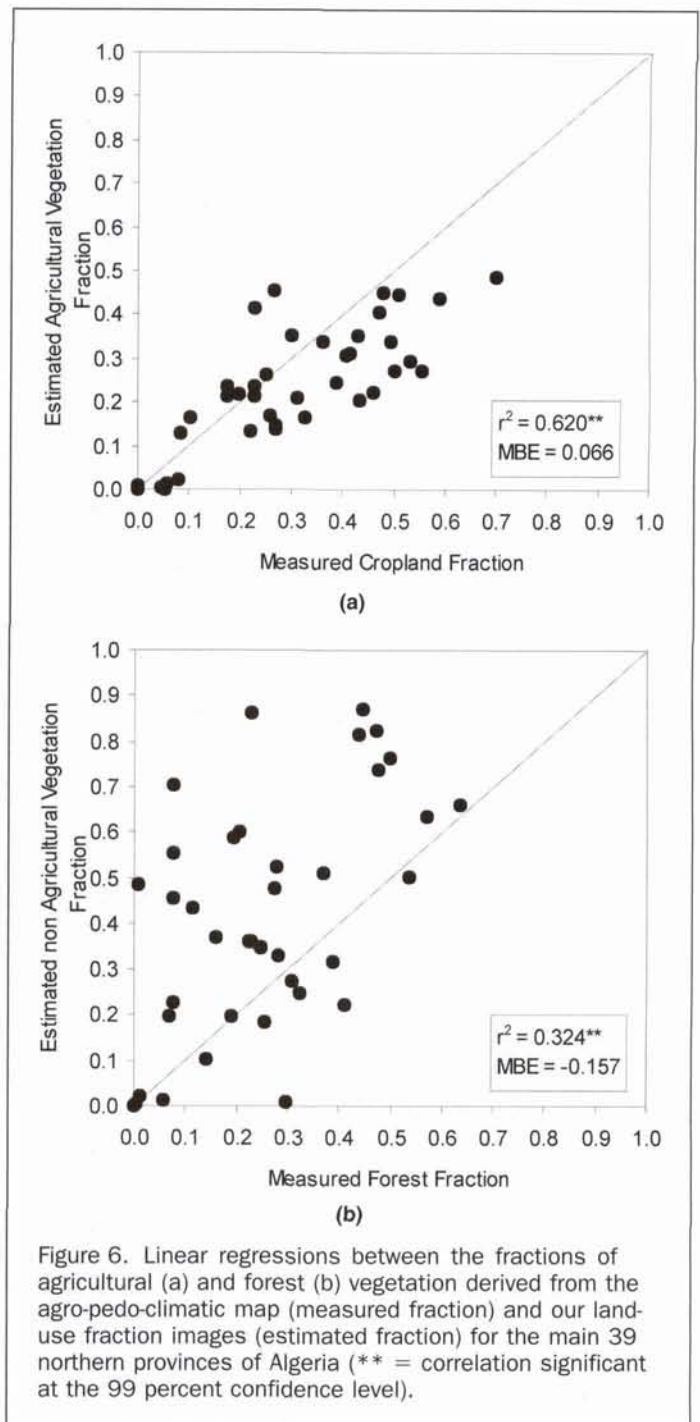 1.0
0.9
0.8
0.7
0.6
0.5
0.4
0.3
0.2
0.1
0.0
Estimated Agricultural Vegetation
Fraction
r² = 0.620**
MBE = 0.066
0.0 0.1 0.2 0.3 0.4 0.5 0.6 0.7 0.8 0.9 1.0
Measured Cropland Fraction
(a)
1.0
0.9
0.8
0.7
0.6
0.5
0.4
0.3
0.2
0.1
0.0
Estimated non Agricultural Vegetation
Fraction
r² = 0.324**
MBE = -0.157
0.0 0.1 0.2 0.3 0.4 0.5 0.6 0.7 0.8 0.9 1.0
Measured Forest Fraction
(b)
Figure 6. Linear regressions between the fractions of
agricultural (a) and forest (b) vegetation derived from the
agro-pedo-climatic map (measured fraction) and our land-
use fraction images (estimated fraction) for the main 39
northern provinces of Algeria (** = correlation significant
at the 99 percent confidence level).